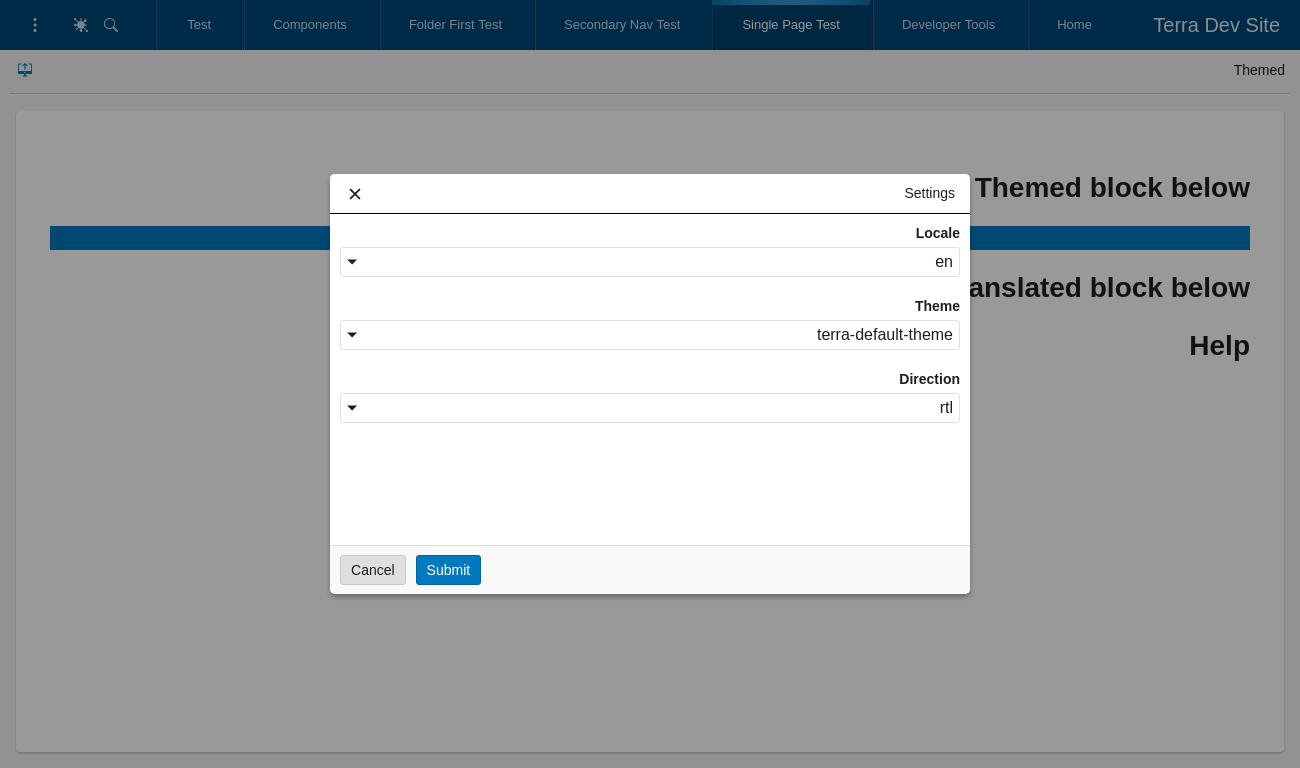 Terra Dev Site
Home
Developer Tools
Single Page Test
Secondary Nav Test
Folder First Test
Components
Test
Themed
Themed block below
anslated block below
Help
Settings
Locale
en
Theme
terra-default-theme
Direction
rtl
Submit
Cancel